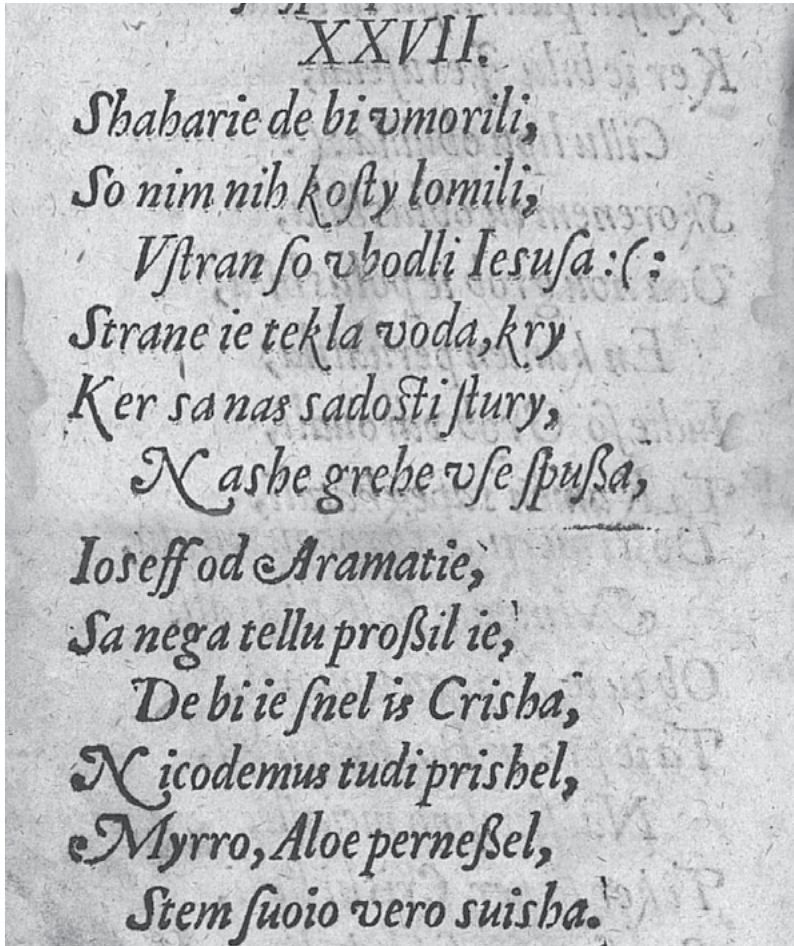 XXVII.
Shaharie de bi vmorili,
So nim nih koſty lomili,
Vſtran ſo vbodli Iesuſa :(:
Strane ie tekla voda, kry
Ker sa nas sadoſti ſtury,
Nashe grehe vſe ſpußa,
Ioseff od Aramatie,
Sa nega tellu proßil ie,
De bi ie ſnel is Crisha,
Nicodemus tudi prishel,
Myrro, Aloe perneßel,
Stem ſuoio vero suisha.